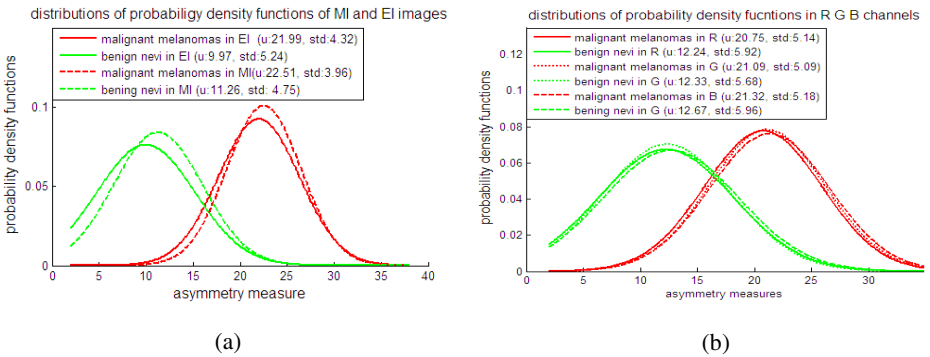 distributions of probabiligy density functions of MI and EI images
malignant melanomas in EI (u:21.99, std:4.32)
benign nevi in EI (u:9.97, std:5.24)
malignant melanomas in MI(u:22.51, std:3.96)
bening nevi in MI (u:11.26, std: 4.75)
probability density functions
0.1
0.05
0
0 5 10 15 20 25 30 35 40
asymmetry measure
(a)
distributions of probability density fucntions in R G B channels
malignant melanomas in R (u:20.75, std:5.14)
benign nevi in R (u:12.24, std:5.92)
malignant melanomas in G (u:21.09, std:5.09)
benign nevi in G (u:12.33, std:5.68)
malignant melanomas in B (u:21.32, std:5.18)
bening nevi in G (u:12.67, std:5.96)
probability density functions
0.12
0.1
0.08
0.06
0.04
0.02
0
0 5 10 15 20 25 30
asymmetry measures
(b)